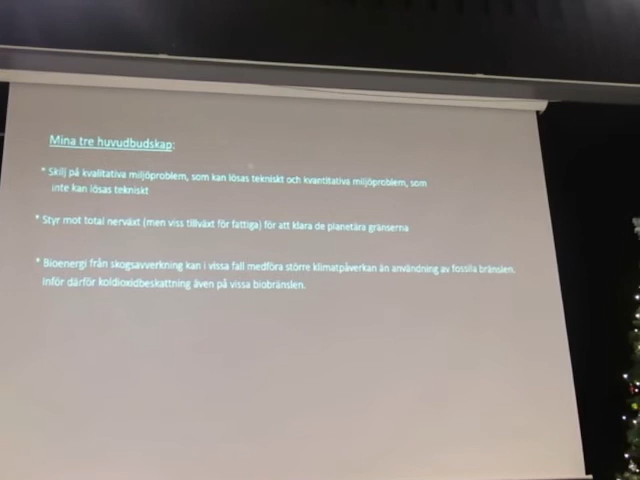 Mina tre huvudbudskap:
* Skilj på kvalitativa miljöproblem, som kan lösas tekniskt och kvantitativa miljöproblem, som
inte kan lösas tekniskt
* Styr mot total nerväxt (men viss tillväxt för fattiga) för att klara de planetära gränserna
* Bioenergi från skogsavverkning kan i vissa fall medföra större klimatpåverkan än användning av fossila bränslen.
Inför därför koldioxidbeskattning även på vissa biobränslen.